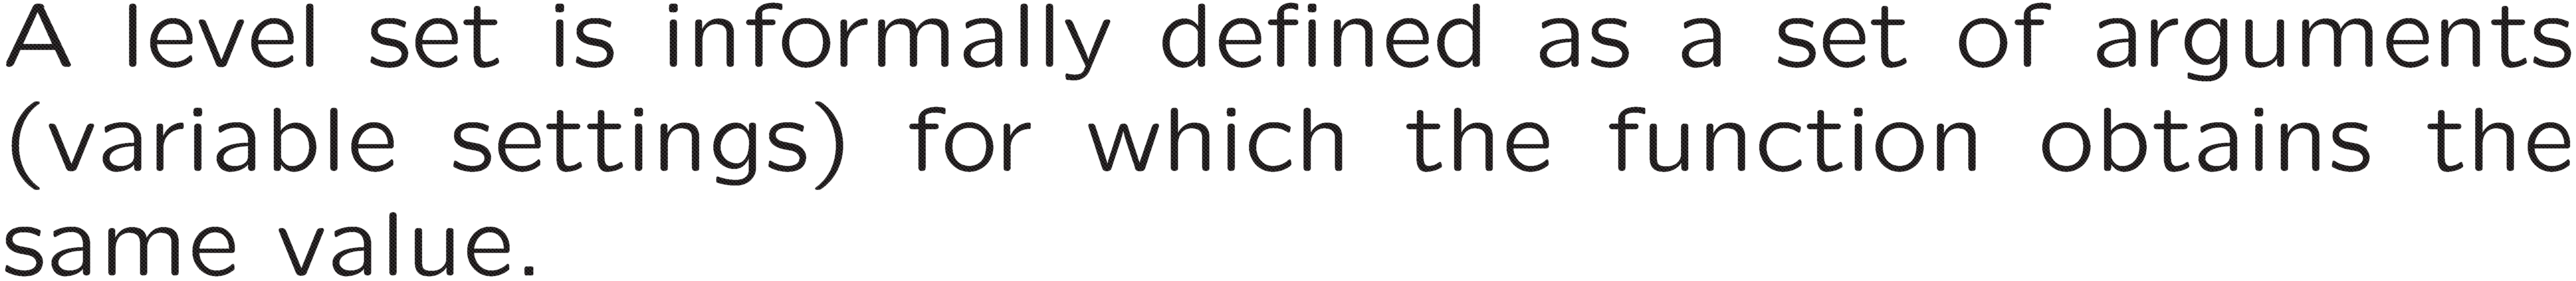 A level set is informally defined as a set of arguments
(variable settings) for which the function obtains the
same value.